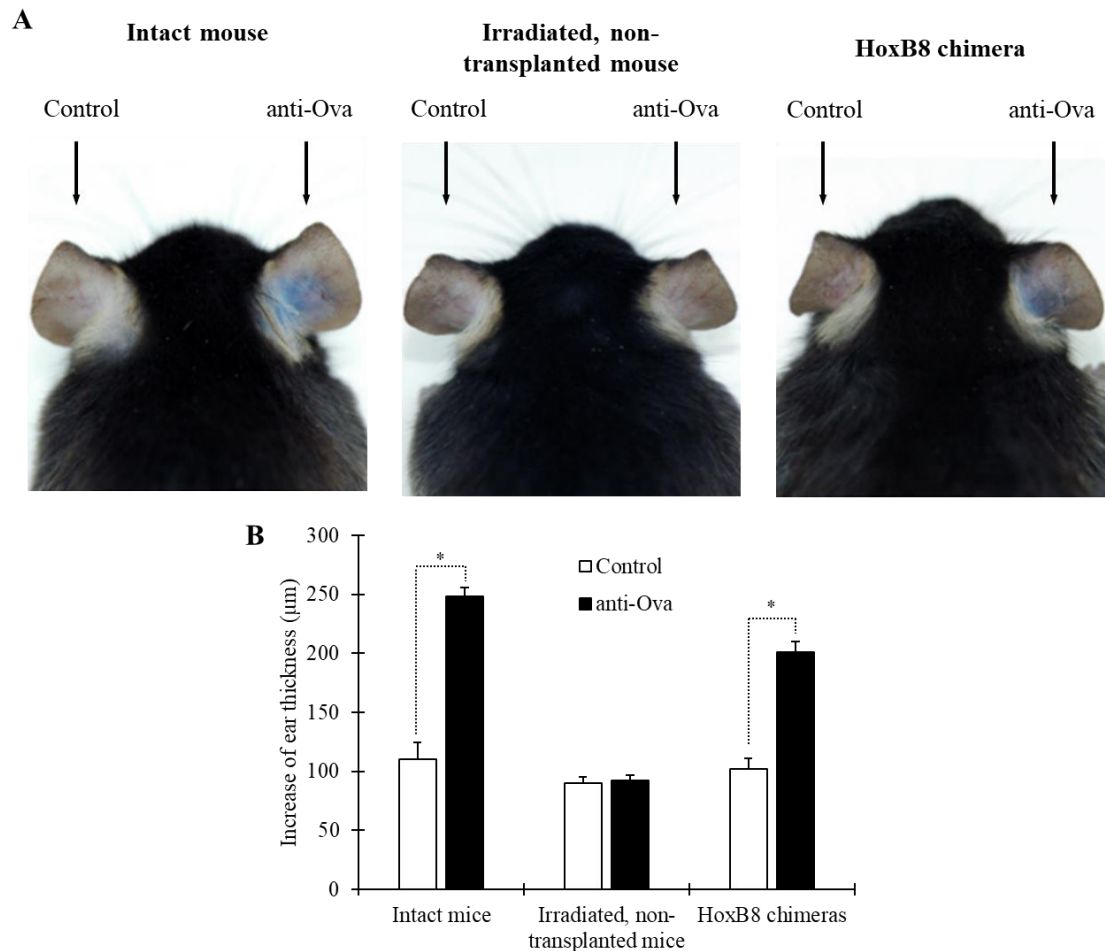 A
Intact mouse
Irradiated, non-
transplanted mouse
HoxB8 chimera
Control
anti-Ova
Control
anti-Ova
Control
anti-Ova
B
300
250
200
150
100
50
0
Increase of ear thickness (µm)
*
*
Control
anti-Ova
Intact mice
Irradiated, non-
transplanted mice
HoxB8 chimeras